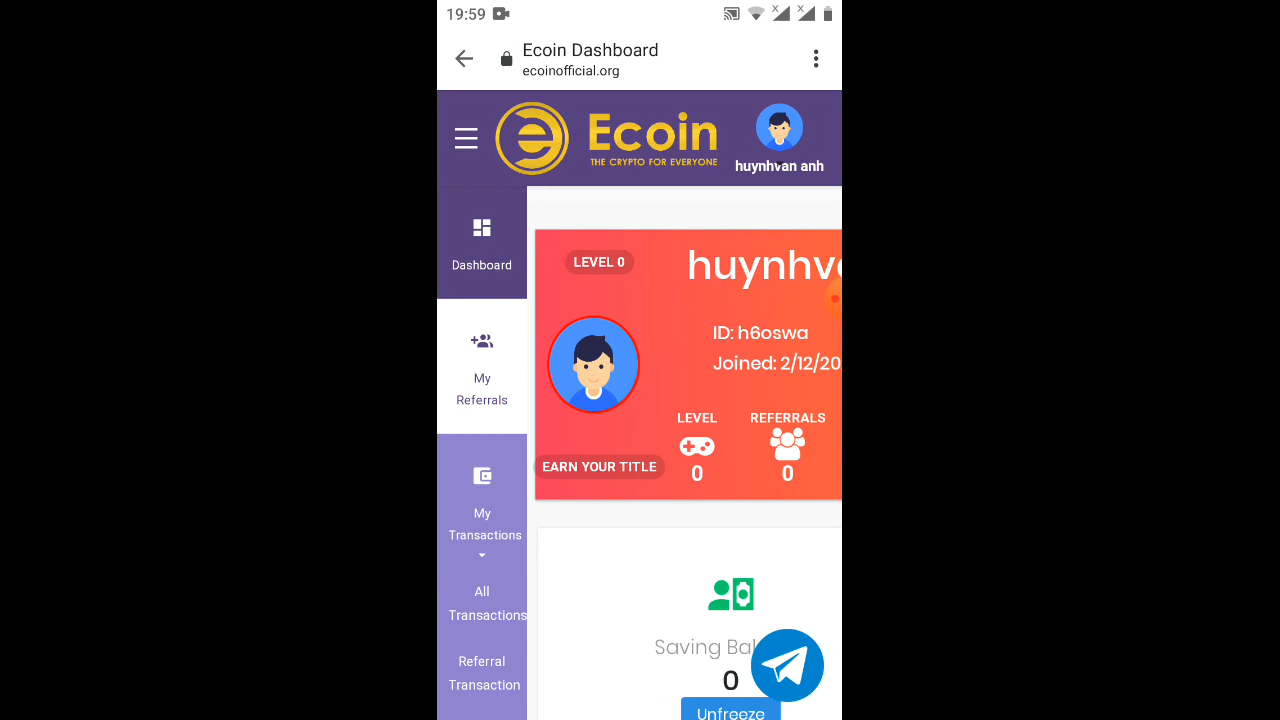 19:59
Ecoin Dashboard
ecoinofficial.org
Ecoin
THE CRYPTO FOR EVERYONE
huynhvan anh
Dashboard
My
Referrals
My
Transactions
All
Transactions
Referral
Transaction
LEVEL 0
huynhva
ID: h6oswa
Joined: 2/12/20
LEVEL
REFERRALS
0
0
EARN YOUR TITLE
Saving Bal
0
Unfreeze